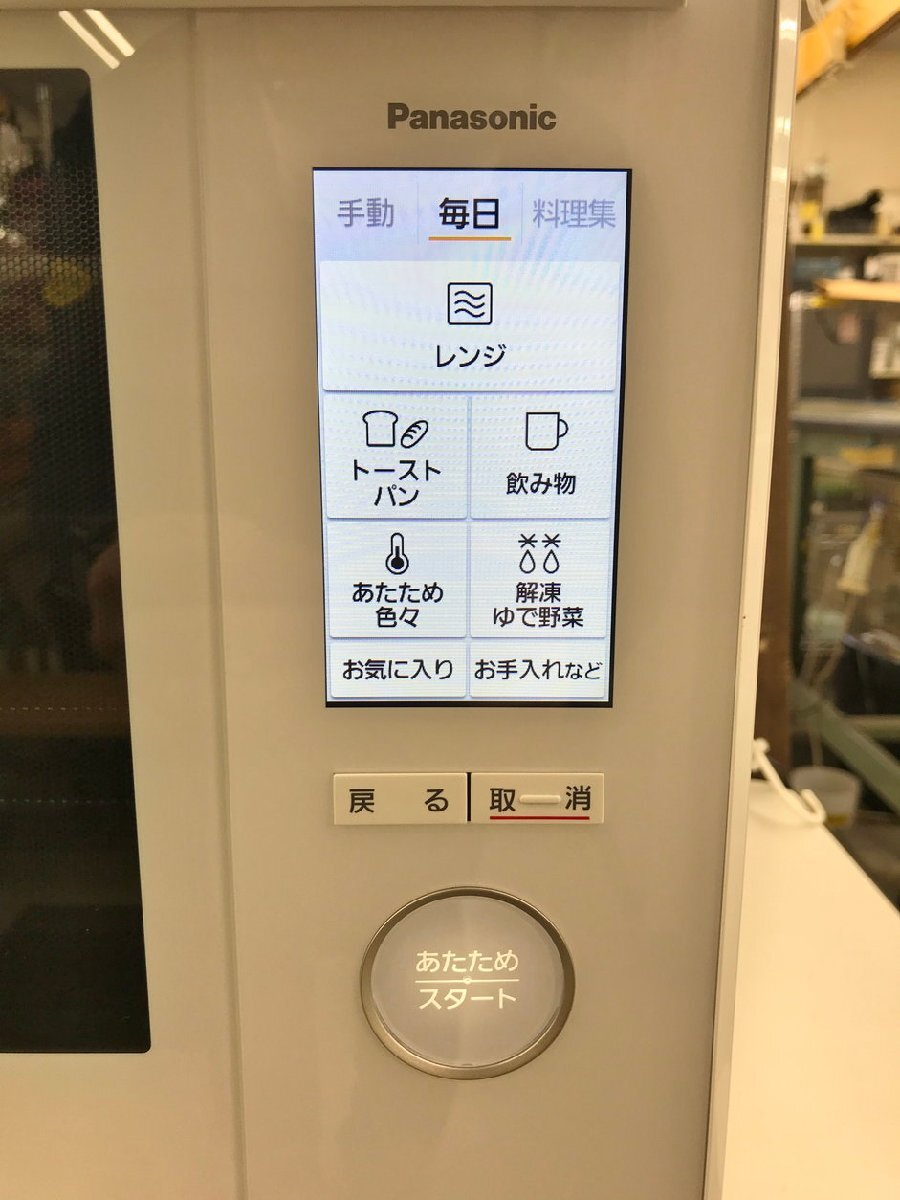 Panasonic
手動 毎日 料理集
レンジ
トースト
パン
飲み物
あたため
色々
解凍
ゆで野菜
お気に入り お手入れなど
戻る 取消
あたため
スタート